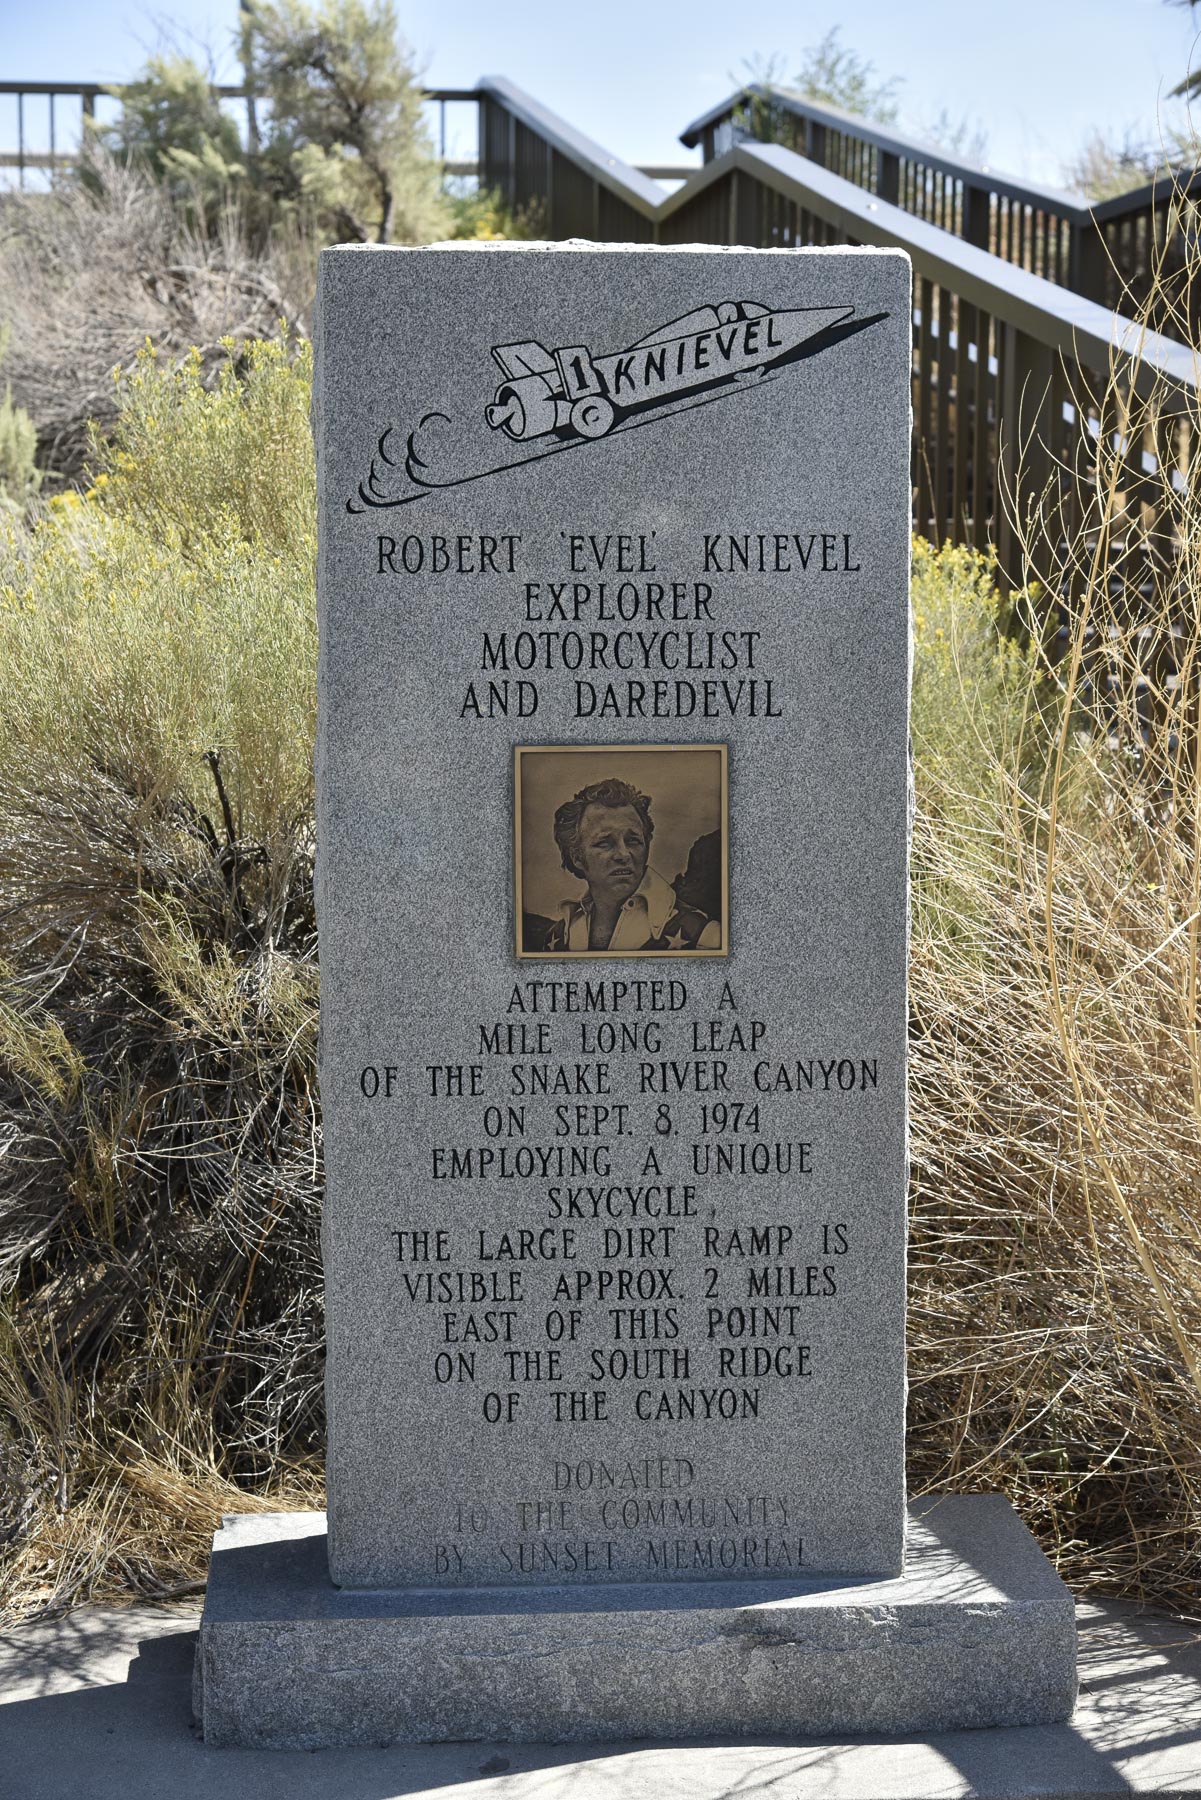 1 KNIEVEL
ROBERT 'EVEL' KNIEVEL
EXPLORER
MOTORCYCLIST
AND DAREDEVIL
ATTEMPTED A
MILE LONG LEAP
OF THE SNAKE RIVER CANYON
ON SEPT. 8. 1974
EMPLOYING A UNIQUE
SKYCYCLE,
THE LARGE DIRT RAMP IS
VISIBLE APPROX. 2 MILES
EAST OF THIS POINT
ON THE SOUTH RIDGE
OF THE CANYON
DONATED
TO THE COMMUNITY
BY SUNSET MEMORIAL